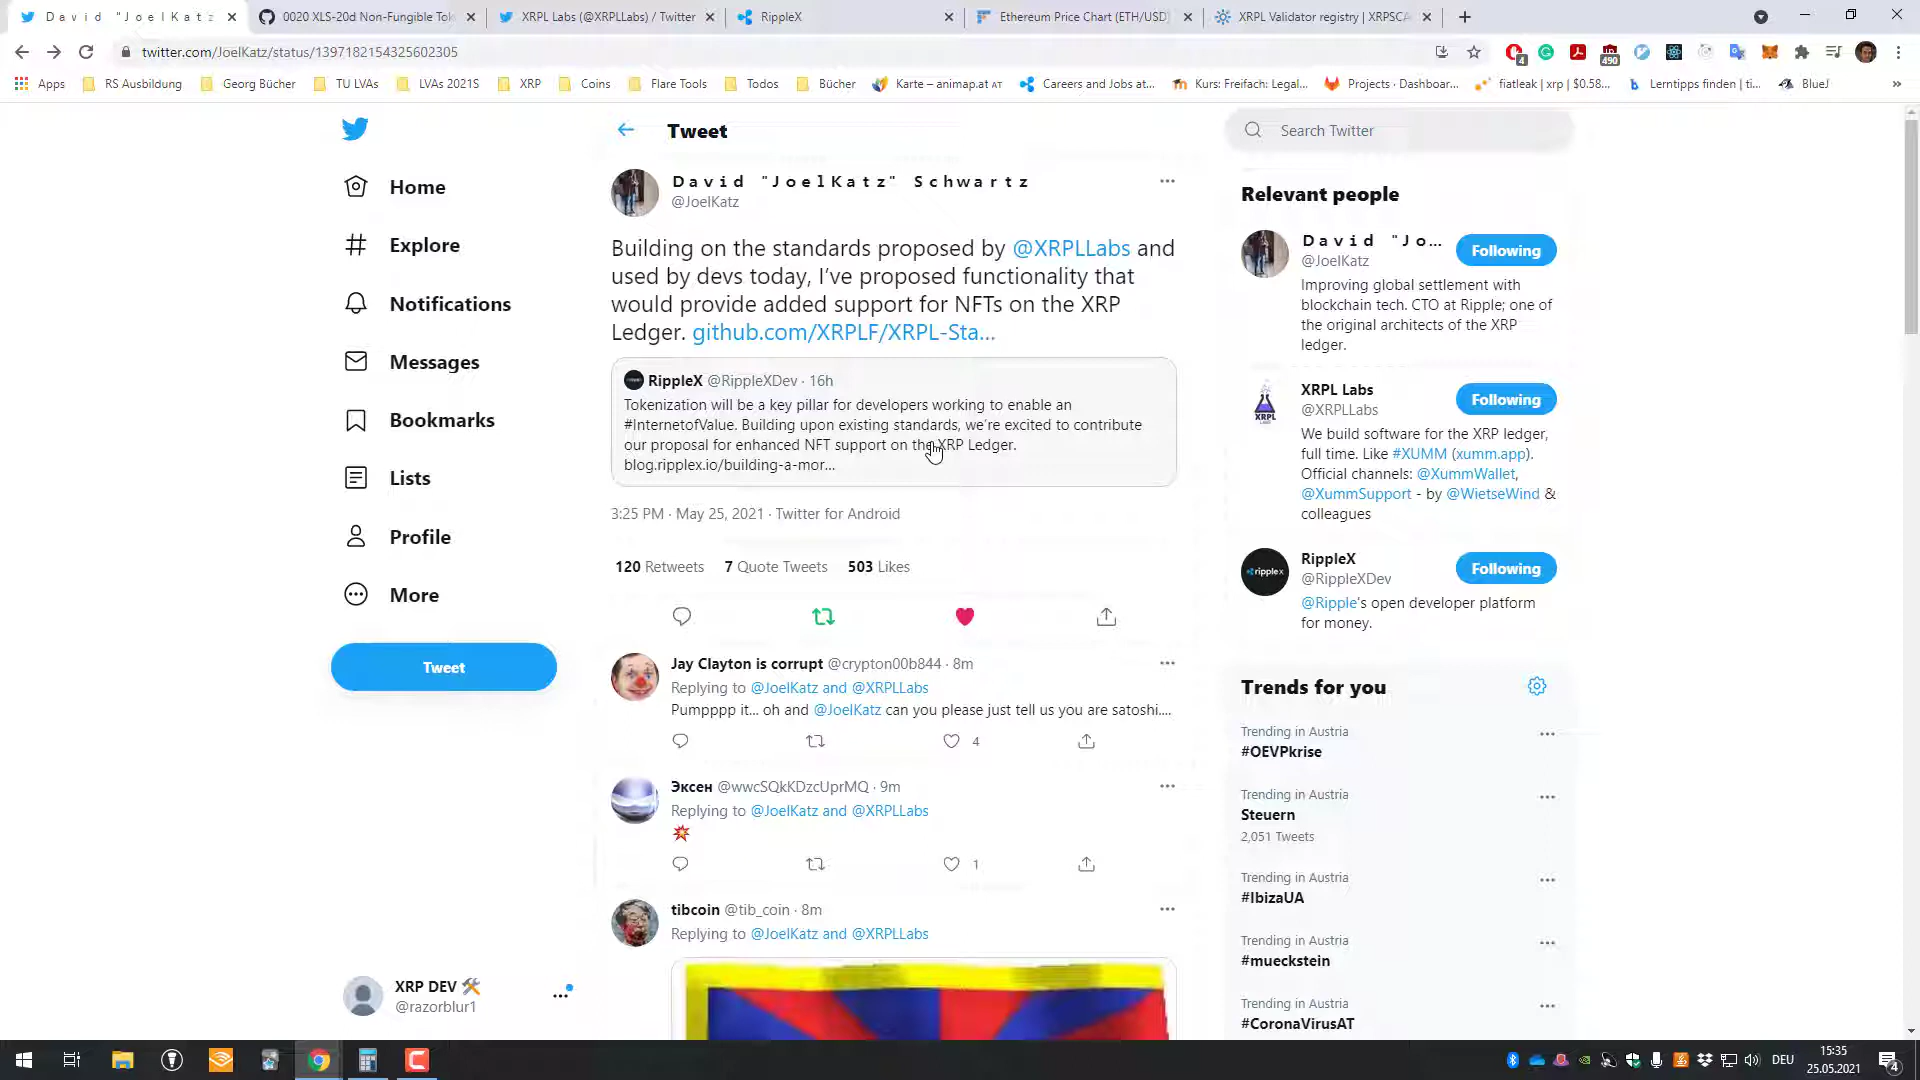 David "JoelKatz
0020 XLS-20d Non-Fungible Tok
XRPL Labs (@XRPLLabs) / Twitter
RippleX
Ethereum Price Chart (ETH/USD)
XRPL Validator registry | XRPSCA
twitter.com/JoelKatz/status/1397182154325602305
4
490
Apps
RS Ausbildung
Georg Bücher
TU LVAs
LVAs 2021S
XRP
Coins
Flare Tools
Todos
Bücher
Karte – animap.at AT
Careers and Jobs at...
Kurs: Freifach: Legal...
Projects · Dashboar...
fiatleak | xrp | $0.58...
Lerntipps finden | ti...
BlueJ
»
Home
Explore
Notifications
Messages
Bookmarks
Lists
Profile
More
Tweet
XRP DEV 🛠️
@razorblur1
Tweet
David "JoelKatz" Schwartz
@JoelKatz
Building on the standards proposed by @XRPLLabs and
used by devs today, I've proposed functionality that
would provide added support for NFTs on the XRP
Ledger. github.com/XRPLF/XRPL-Sta...
RippleX @RippleXDev · 16h
Tokenization will be a key pillar for developers working to enable an
#InternetofValue. Building upon existing standards, we're excited to contribute
our proposal for enhanced NFT support on the XRP Ledger.
blog.ripplex.io/building-a-mor...
3:25 PM · May 25, 2021 · Twitter for Android
120 Retweets 7 Quote Tweets 503 Likes
Jay Clayton is corrupt @crypton00b844 · 8m
Replying to @JoelKatz and @XRPLLabs
Pumpppp it... oh and @JoelKatz can you please just tell us you are satoshi....
4
Эксен @wwcSQkKDzcUprMQ · 9m
Replying to @JoelKatz and @XRPLLabs
💥
1
tibcoin @tib_coin · 8m
Replying to @JoelKatz and @XRPLLabs
Search Twitter
Relevant people
David "Jo...
@JoelKatz
Following
Improving global settlement with
blockchain tech. CTO at Ripple; one of
the original architects of the XRP
ledger.
XRPL
XRPL Labs
@XRPLLabs
Following
We build software for the XRP ledger,
full time. Like #XUMM (xumm.app).
Official channels: @XummWallet,
@XummSupport - by @WietseWind &
colleagues
rippleX
RippleX
@RippleXDev
Following
@Ripple's open developer platform
for money.
Trends for you
Trending in Austria
#OEVPkrise
Trending in Austria
Steuern
2,051 Tweets
Trending in Austria
#IbizaUA
Trending in Austria
#mueckstein
Trending in Austria
#CoronaVirusAT
DEU
15:35
25.05.2021
4